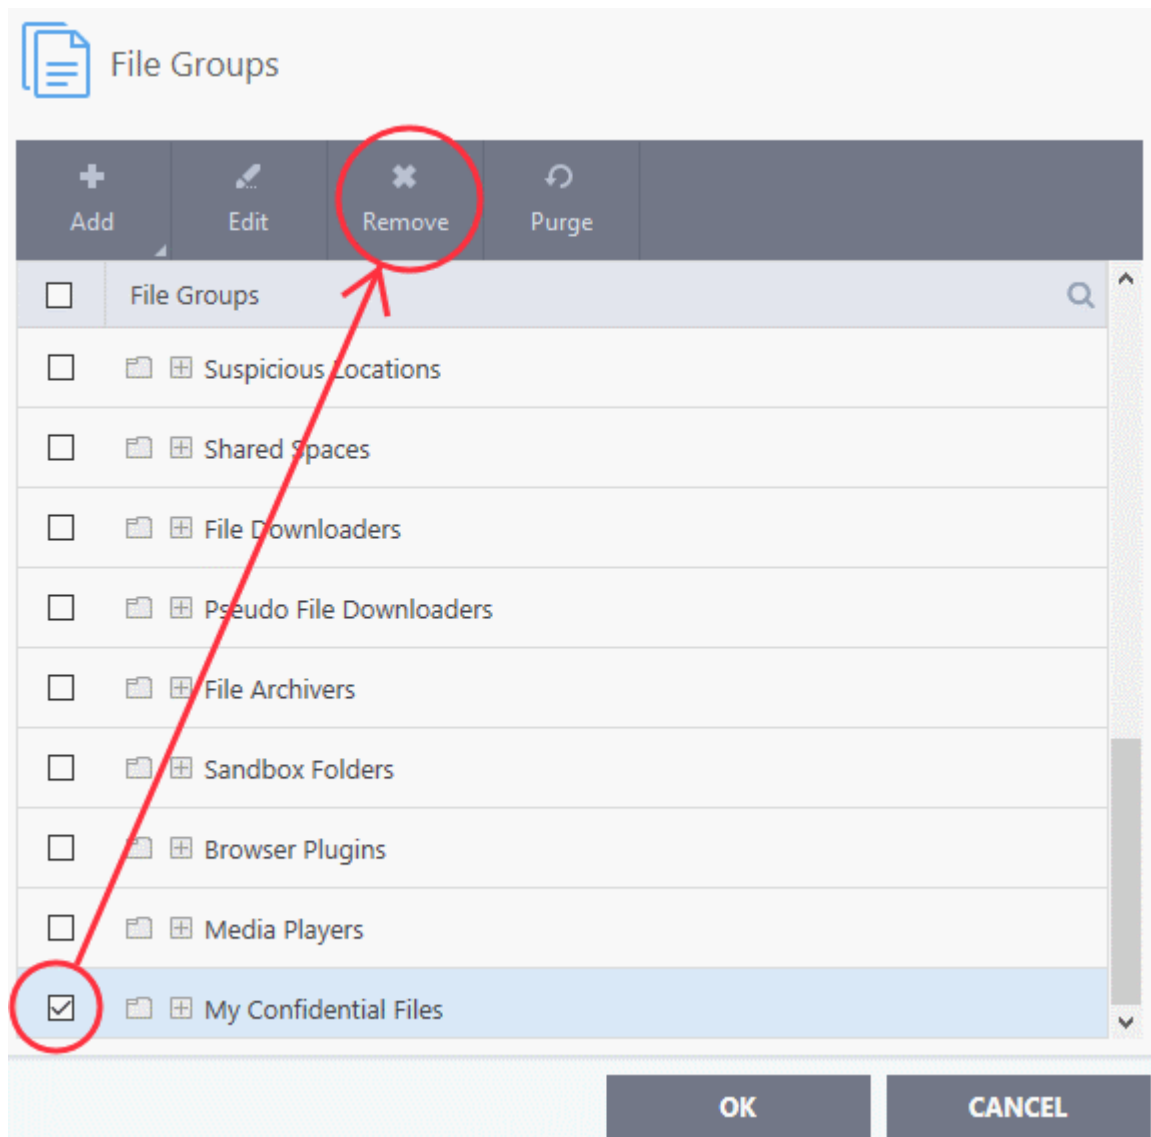 File Groups
Add Edit Remove Purge
File Groups
Suspicious Locations
Shared Spaces
File Downloaders
Pseudo File Downloaders
File Archivers
Sandbox Folders
Browser Plugins
Media Players
My Confidential Files
OK CANCEL